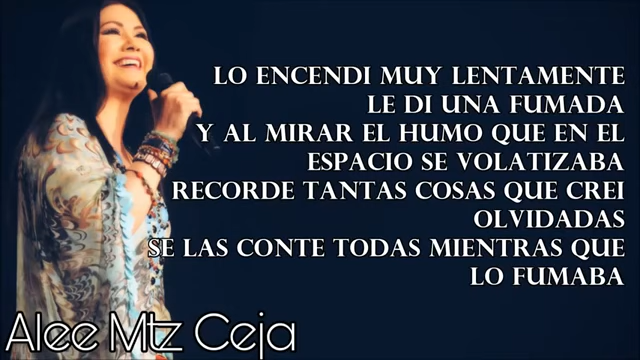 LO ENCENDI MUY LENTAMENTE
LE DI UNA FUMADA
Y AL MIRAR EL HUMO QUE EN EL
ESPACIO SE VOLATIZABA
RECORDE TANTAS COSAS QUE CREI
OLVIDADAS
SE LAS CONTE TODAS MIENTRAS QUE
LO FUMABA
Alee Mtz Ceja